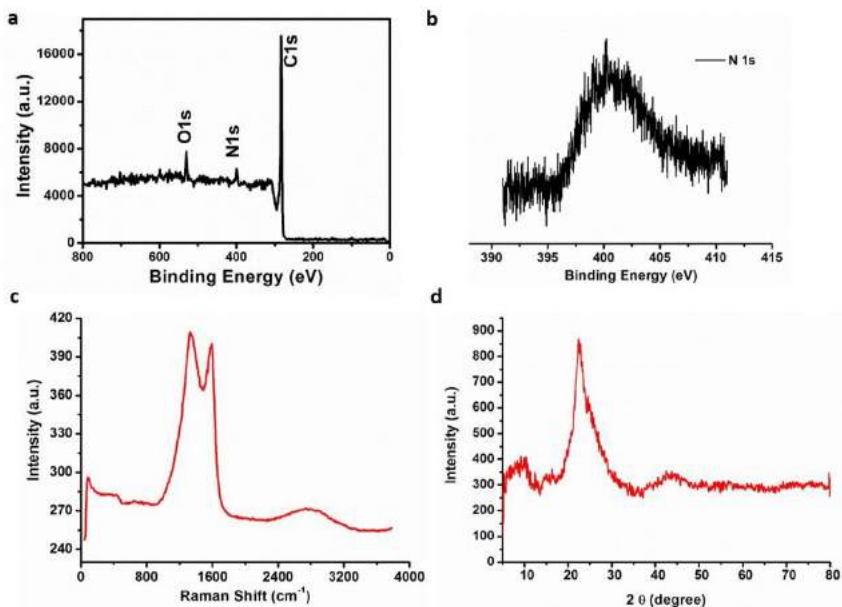 a
16000
12000
8000
4000
0
800 600 400 200 0
Intensity (a.u.)
Binding Energy (eV)
O1s
N1s
C1s
b
N 1s
390 395 400 405 410 415
Binding Energy (eV)
Intensity (a.u.)
c
420
390
360
330
300
270
240
0 800 1600 2400 3200 4000
Intensity (a.u.)
Raman Shift (cm-1)
d
900
800
700
600
500
400
300
200
100
0
10 20 30 40 50 60 70 80
Intensity (a.u.)
2 θ (degree)